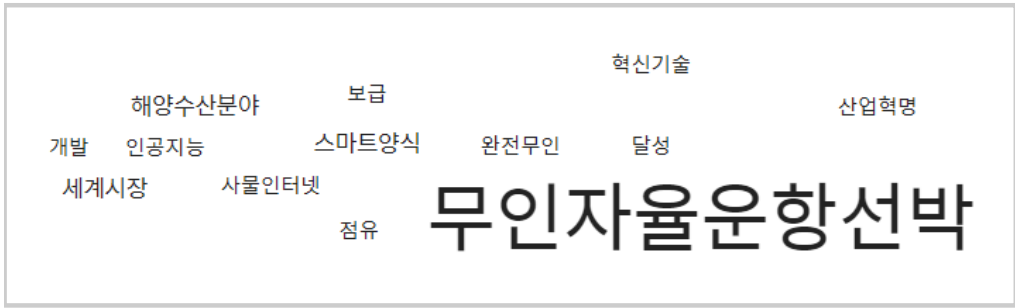 혁신기술
보급
해양수산분야
산업혁명
개발
인공지능
스마트양식
완전무인
달성
세계시장
사물인터넷
점유
무인자율운항선박